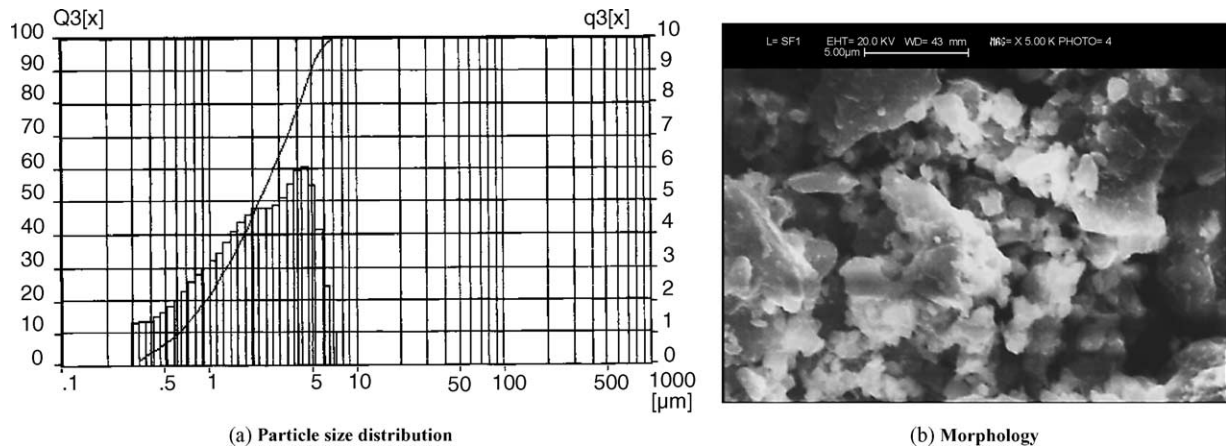 Q3[x] q3[x]
100 10
90 9
80 8
70 7
60 6
50 5
40 4
30 3
20 2
10 1
0 0
.1 .5 1 5 10 50 100 500 1000
[µm]
(a) Particle size distribution
L= SF1 EHT= 20.0 KV WD= 43 mm MAG= X 5.00 K PHOTO= 4
5.00µm
(b) Morphology